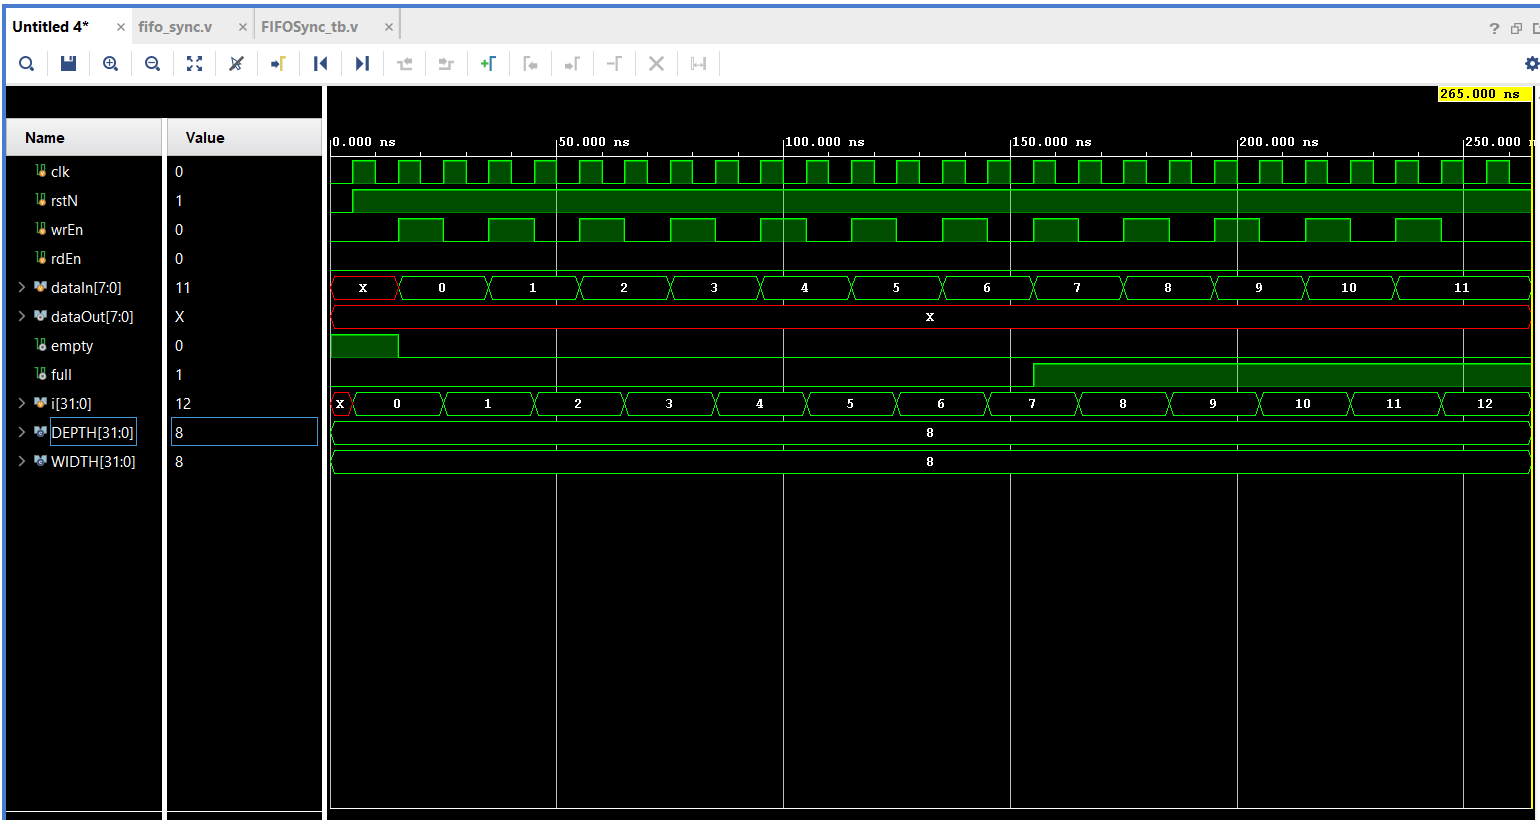 Untitled 4* × fifo_sync.v × FIFOSync_tb.v × ?
265.000 ns
Name Value
0.000 ns 50.000 ns 100.000 ns 150.000 ns 200.000 ns 250.000
clk 0
rstN 1
wrEn 0
rdEn 0
dataIn[7:0] 11 X 0 1 2 3 4 5 6 7 8 9 10 11
dataOut[7:0] X X
empty 0
full 1
i[31:0] 12 X 0 1 2 3 4 5 6 7 8 9 10 11 12
DEPTH[31:0] 8 8
WIDTH[31:0] 8 8